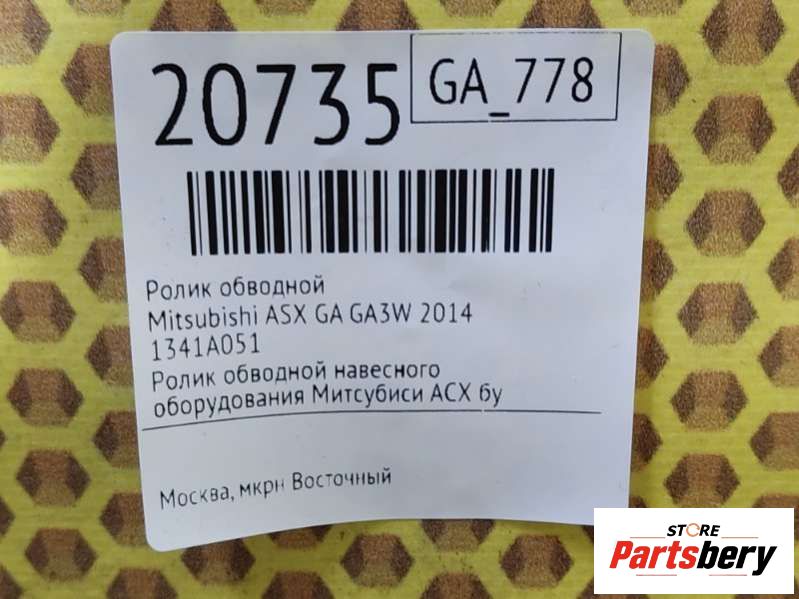 20735
GA_778
Ролик обводной
Mitsubishi ASX GA GA3W 2014
1341A051
Ролик обводной навесного
оборудования Митсубиси АСХ бу
Москва, мкрн Восточный
STORE
Partsbery